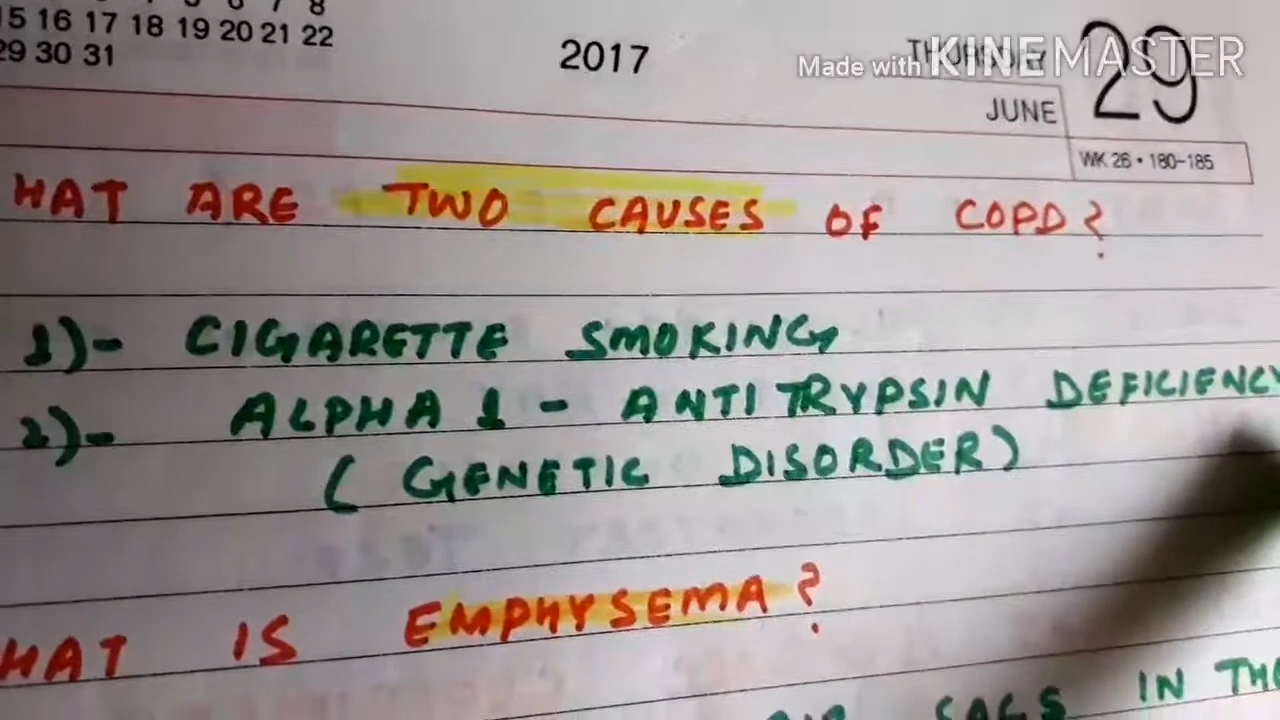 8
15 16 17 18 19 20 21 22
29 30 31
2017
THURSDAY
Made with KINEMASTER
29
JUNE
WK 26 • 180-185
HAT ARE TWO CAUSES OF COPD?
1)- CIGARETTE SMOKING
2)- ALPHA 1 - ANTITRYPSIN DEFICIENCY
( GENETIC DISORDER)
HAT IS EMPHYSEMA?
SACS IN THE